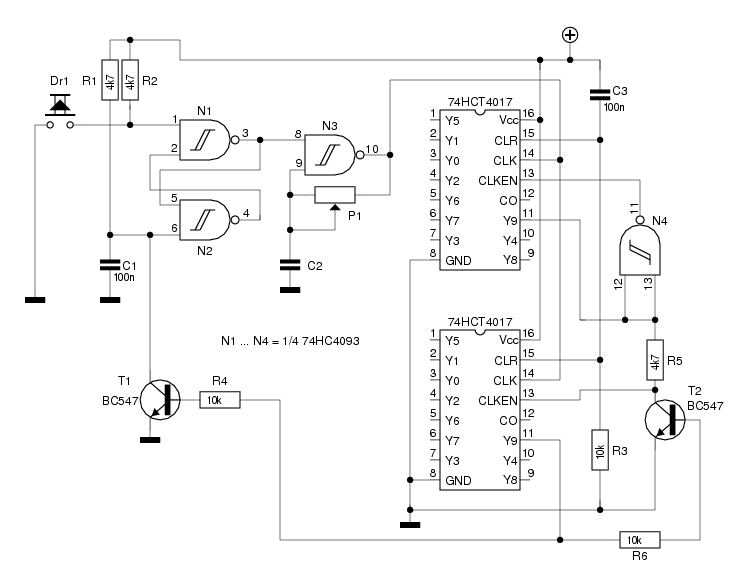 Dr1
R1
4k7
4k7
R2
N1
1
2
3
N3
8
9
10
5
6
4
N2
P1
C1
100n
C2
C3
100n
74HCT4017
1 Y5 Vcc 16
2 Y1 CLR 15
3 Y0 CLK 14
4 Y2 CLKEN 13
5 Y6 CO 12
6 Y7 Y9 11
7 Y3 Y4 10
8 GND Y8 9
11
N4
12
13
N1 ... N4 = 1/4 74HC4093
74HCT4017
1 Y5 Vcc 16
2 Y1 CLR 15
3 Y0 CLK 14
4 Y2 CLKEN 13
5 Y6 CO 12
6 Y7 Y9 11
7 Y3 Y4 10
8 GND Y8 9
4k7
R5
T1
BC547
R4
10k
T2
BC547
10k
R3
10k
R6